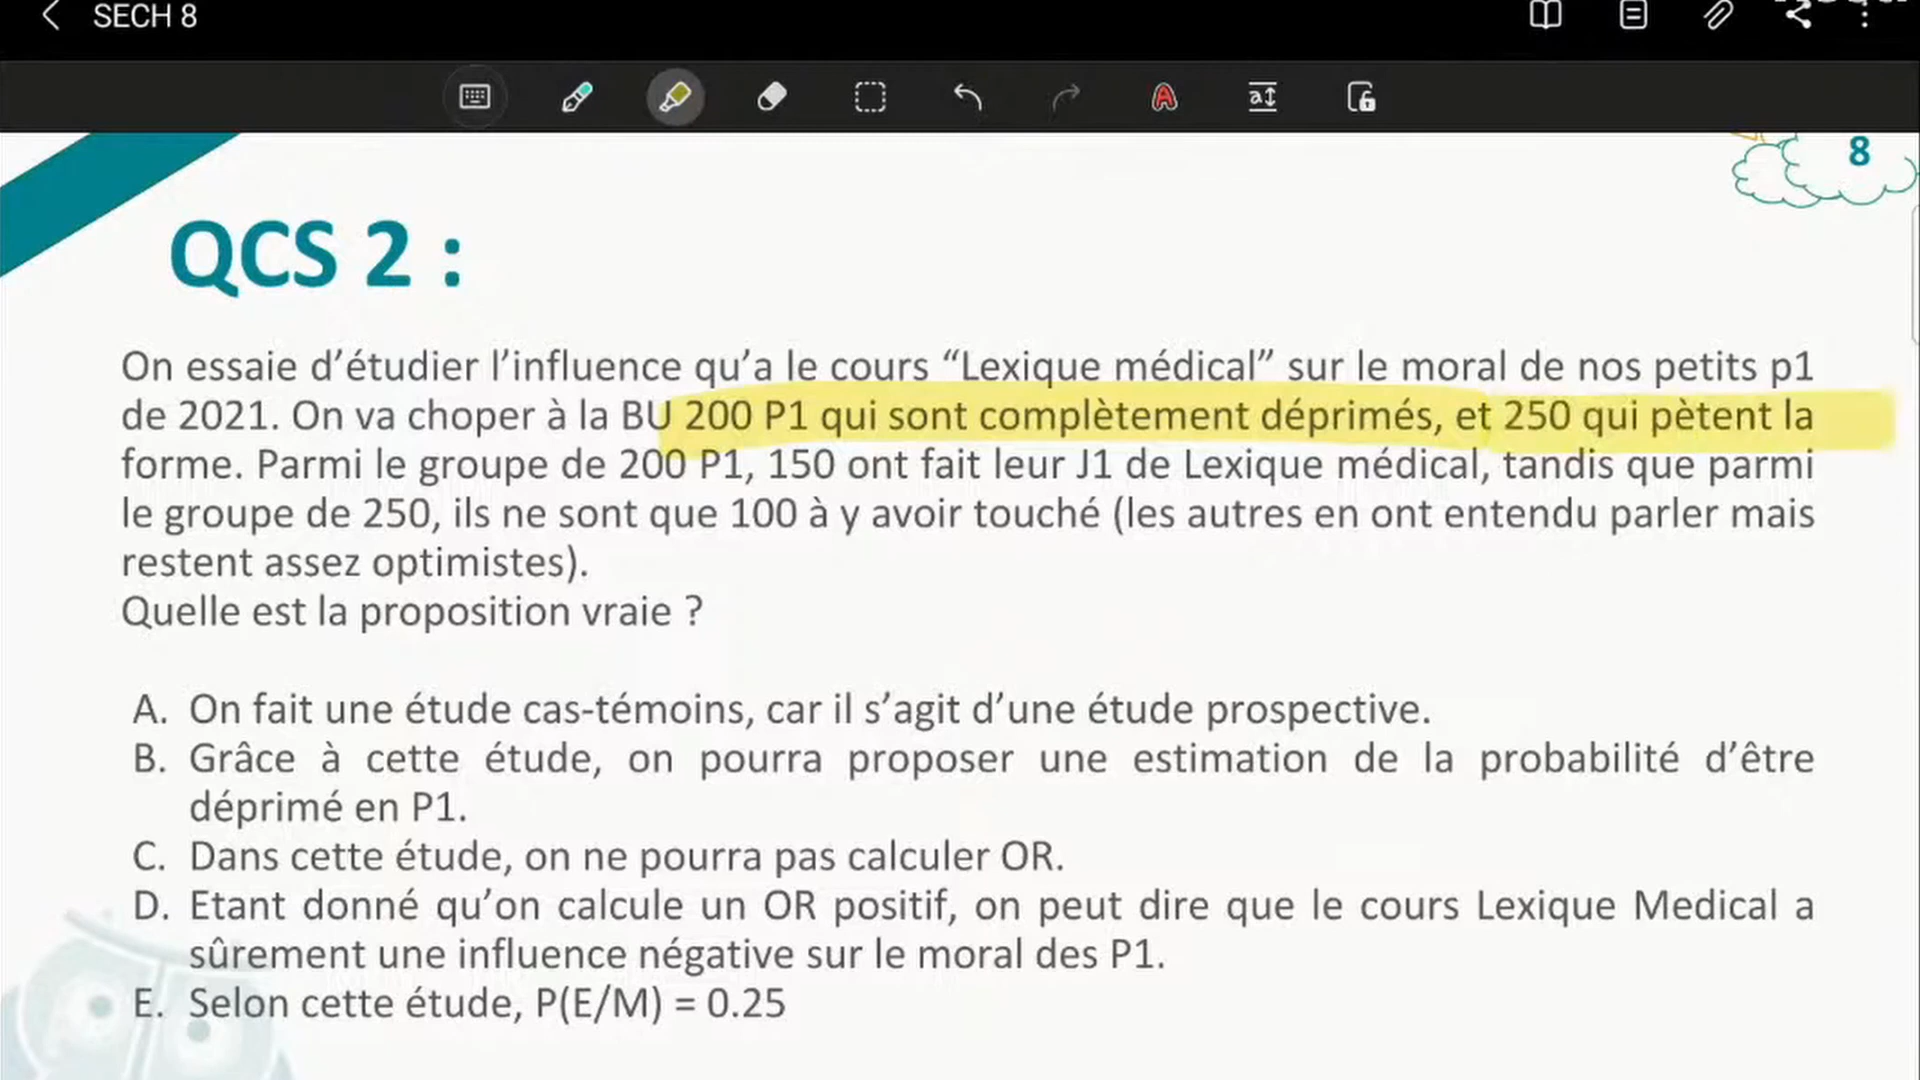 SECH 8
8
QCS 2 :
On essaie d’étudier l’influence qu’a le cours “Lexique médical” sur le moral de nos petits p1
de 2021. On va choper à la BU 200 P1 qui sont complètement déprimés, et 250 qui pètent la
forme. Parmi le groupe de 200 P1, 150 ont fait leur J1 de Lexique médical, tandis que parmi
le groupe de 250, ils ne sont que 100 à y avoir touché (les autres en ont entendu parler mais
restent assez optimistes).
Quelle est la proposition vraie ?
A. On fait une étude cas-témoins, car il s’agit d’une étude prospective.
B. Grâce à cette étude, on pourra proposer une estimation de la probabilité d’être
déprimé en P1.
C. Dans cette étude, on ne pourra pas calculer OR.
D. Etant donné qu’on calcule un OR positif, on peut dire que le cours Lexique Medical a
sûrement une influence négative sur le moral des P1.
E. Selon cette étude, P(E/M) = 0.25